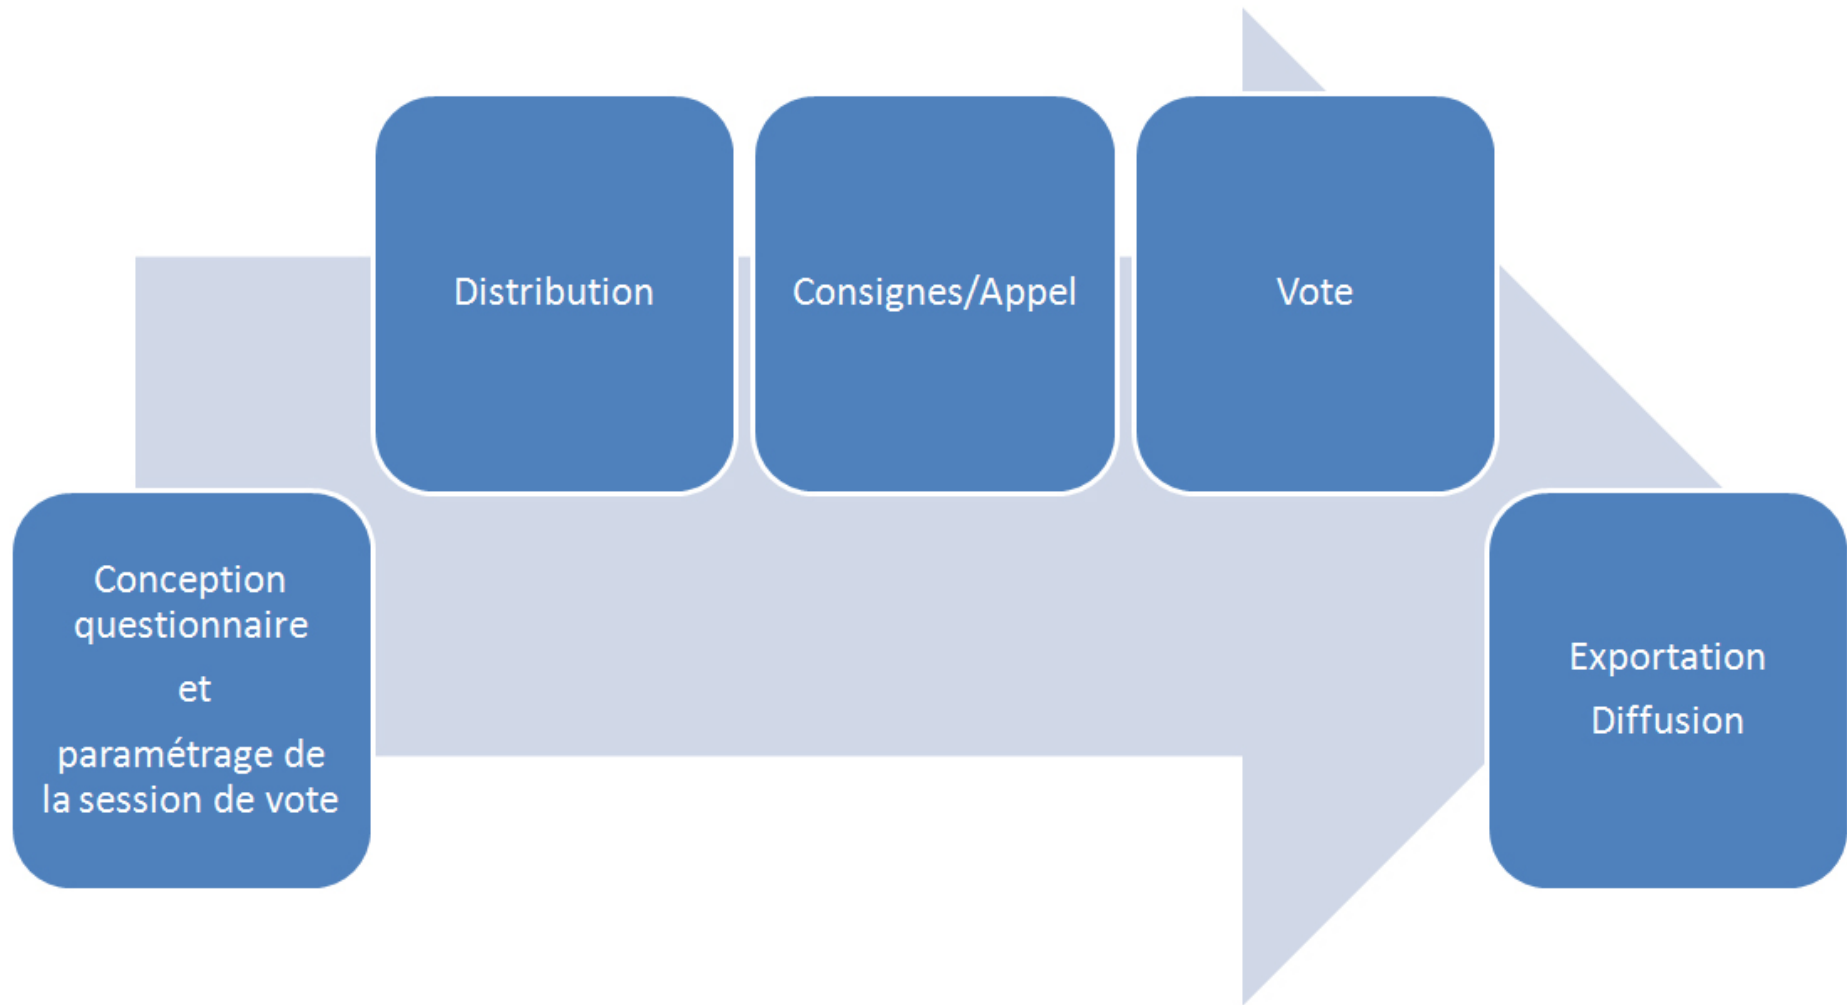 Conception
questionnaire
et
paramétrage de
la session de vote
Distribution
Consignes/Appel
Vote
Exportation
Diffusion